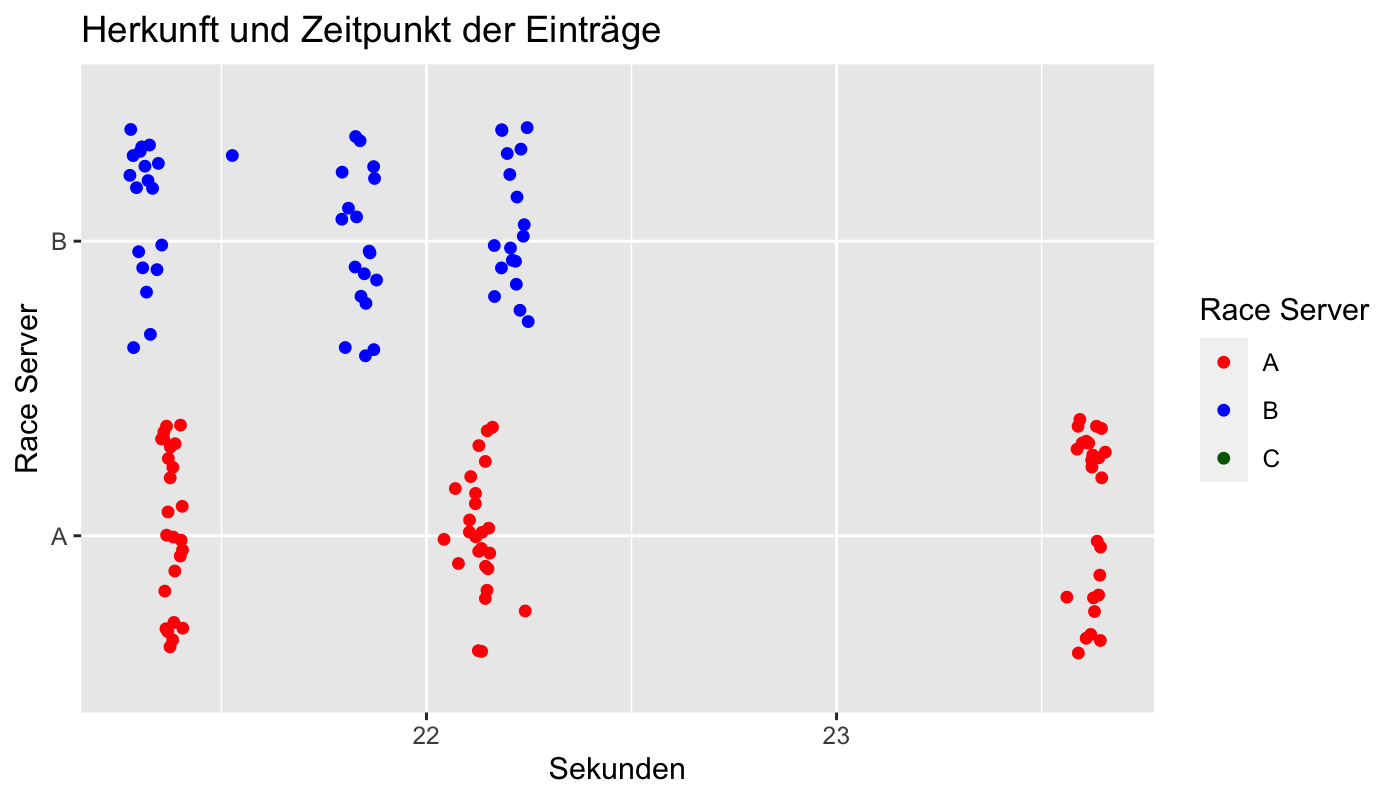 Herkunft und Zeitpunkt der Einträge
Race Server
B
A
22
23
Sekunden
Race Server
A
B
C